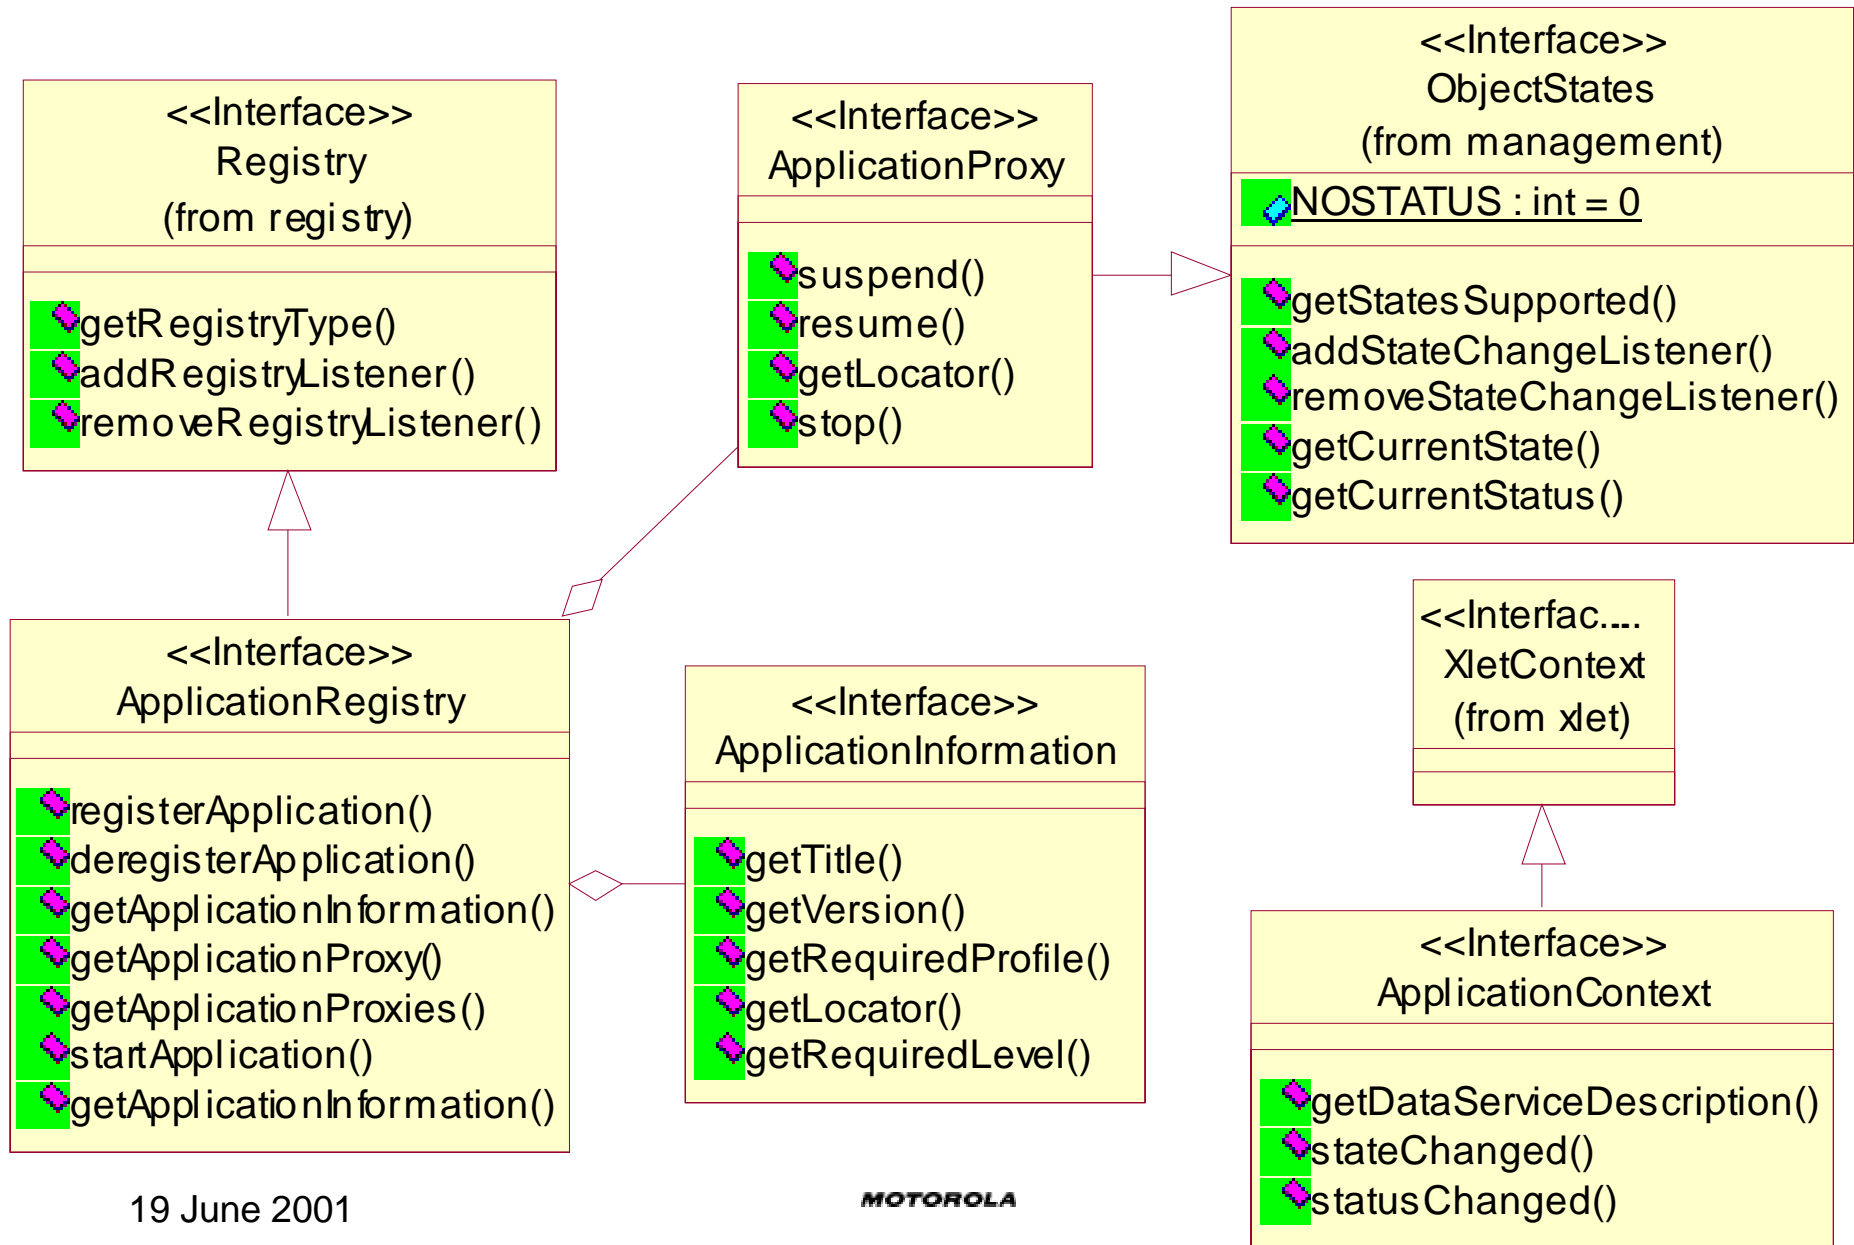 <<Interface>>
Registry
(from registry)
getRegistryType()
addRegistryListener()
removeRegistryListener()
<<Interface>>
ApplicationProxy
suspend()
resume()
getLocator()
stop()
<<Interface>>
ObjectStates
(from management)
NOSTATUS : int = 0
getStatesSupported()
addStateChangeListener()
removeStateChangeListener()
getCurrentState()
getCurrentStatus()
<<Interface>>
ApplicationRegistry
registerApplication()
deregisterApplication()
getApplicationInformation()
getApplicationProxy()
getApplicationProxies()
startApplication()
getApplicationInformation()
<<Interface>>
ApplicationInformation
getTitle()
getVersion()
getRequiredProfile()
getLocator()
getRequiredLevel()
<<Interfac....
XletContext
(from xlet)
<<Interface>>
ApplicationContext
getDataServiceDescription()
stateChanged()
statusChanged()
19 June 2001
MOTOROLA